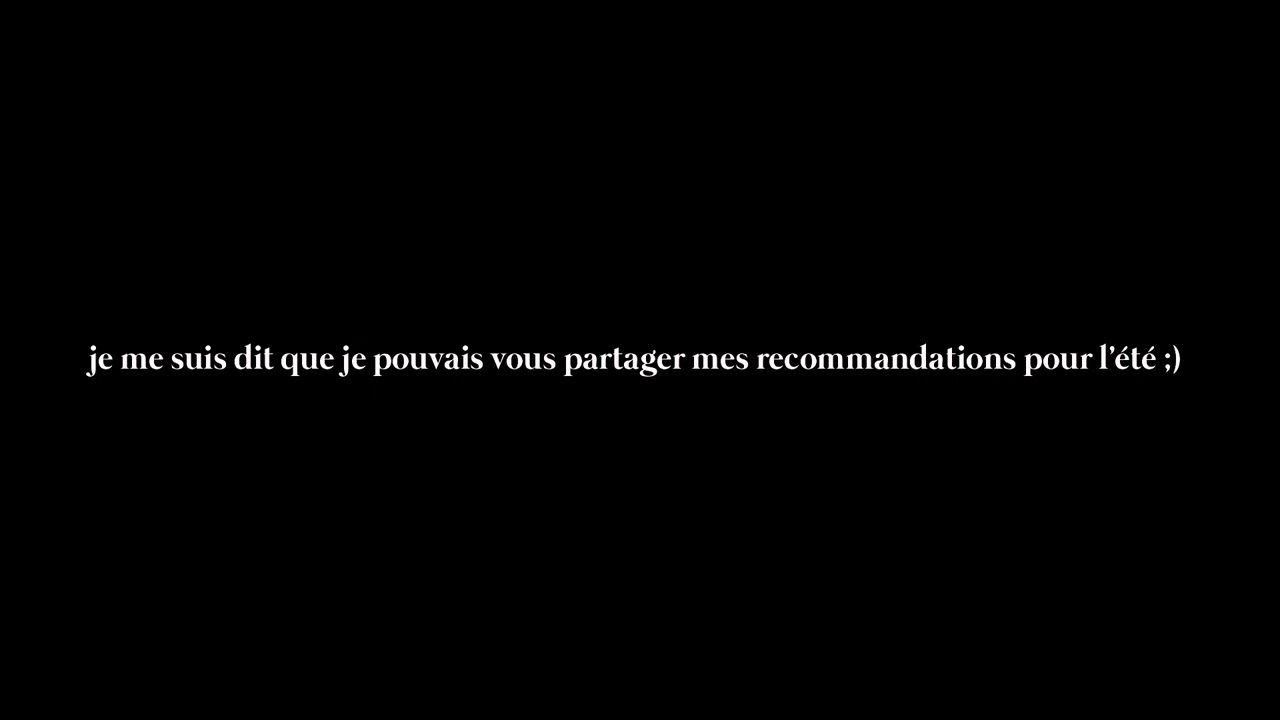 je me suis dit que je pouvais vous partager mes recommandations pour l’été ;)